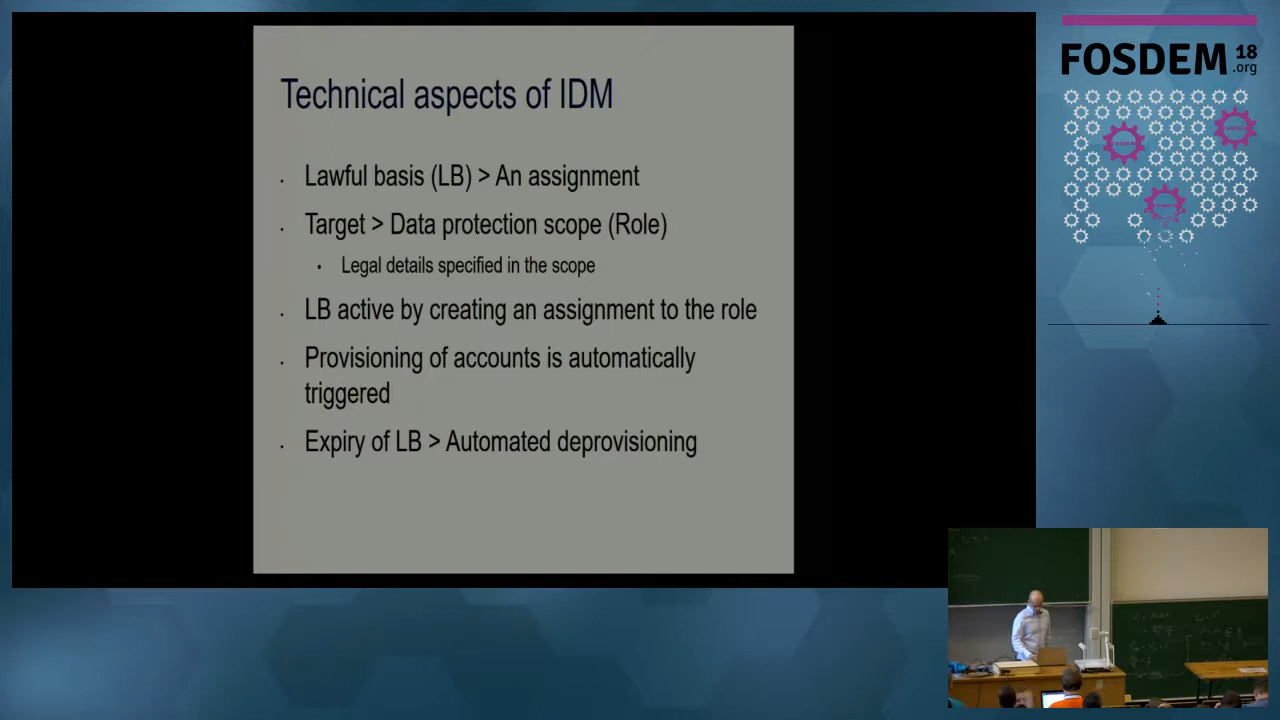 Technical aspects of IDM
· Lawful basis (LB) > An assignment
· Target > Data protection scope (Role)
· Legal details specified in the scope
· LB active by creating an assignment to the role
· Provisioning of accounts is automatically
triggered
· Expiry of LB > Automated deprovisioning
FOSDEM 18
.org